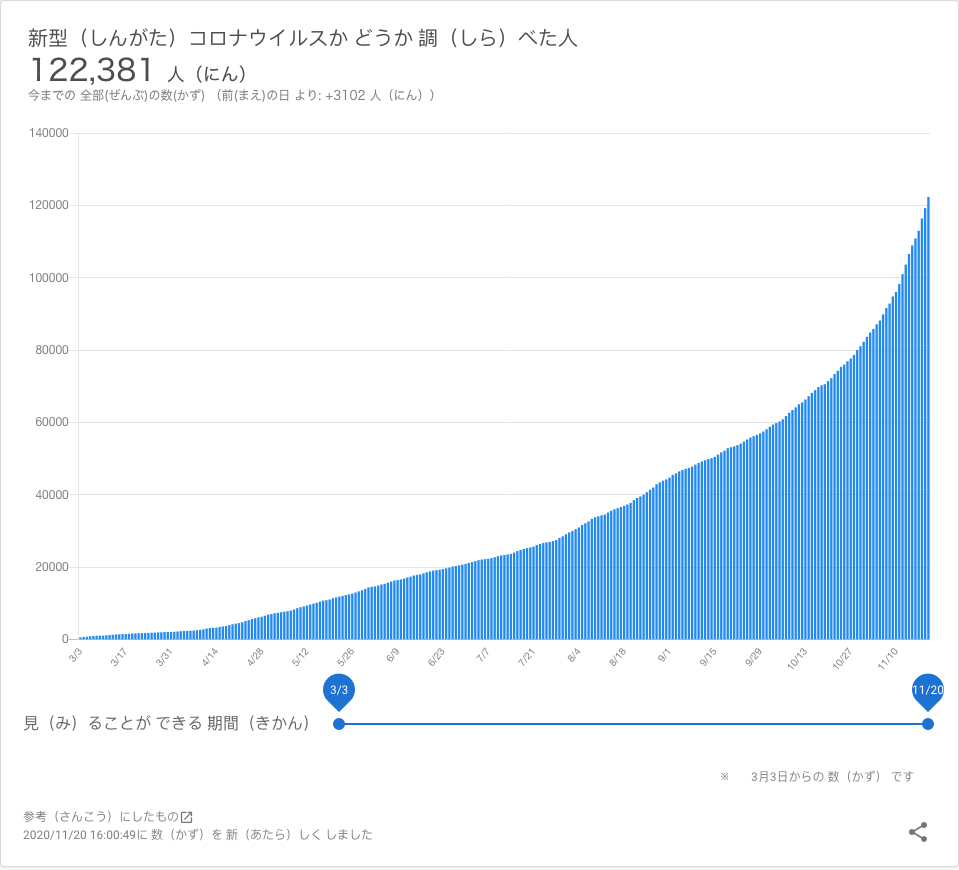 新型（しんがた）コロナウイルスか どうか 調（しら）べた人
122,381 人（にん）
今までの 全部(ぜんぶ)の数(かず) （前(まえ)の日 より: +3102 人（にん））
140000
120000
100000
80000
60000
40000
20000
0
3/3 3/17 3/31 4/14 4/28 5/12 5/26 6/9 6/23 7/7 7/21 8/4 8/18 9/1 9/15 9/29 10/13 10/27 11/10
3/3 11/20
見（み）ることが できる 期間（きかん）
※ 3月3日からの 数（かず） です
参考（さんこう）にしたもの
2020/11/20 16:00:49に 数（かず）を 新（あたら）しく しました